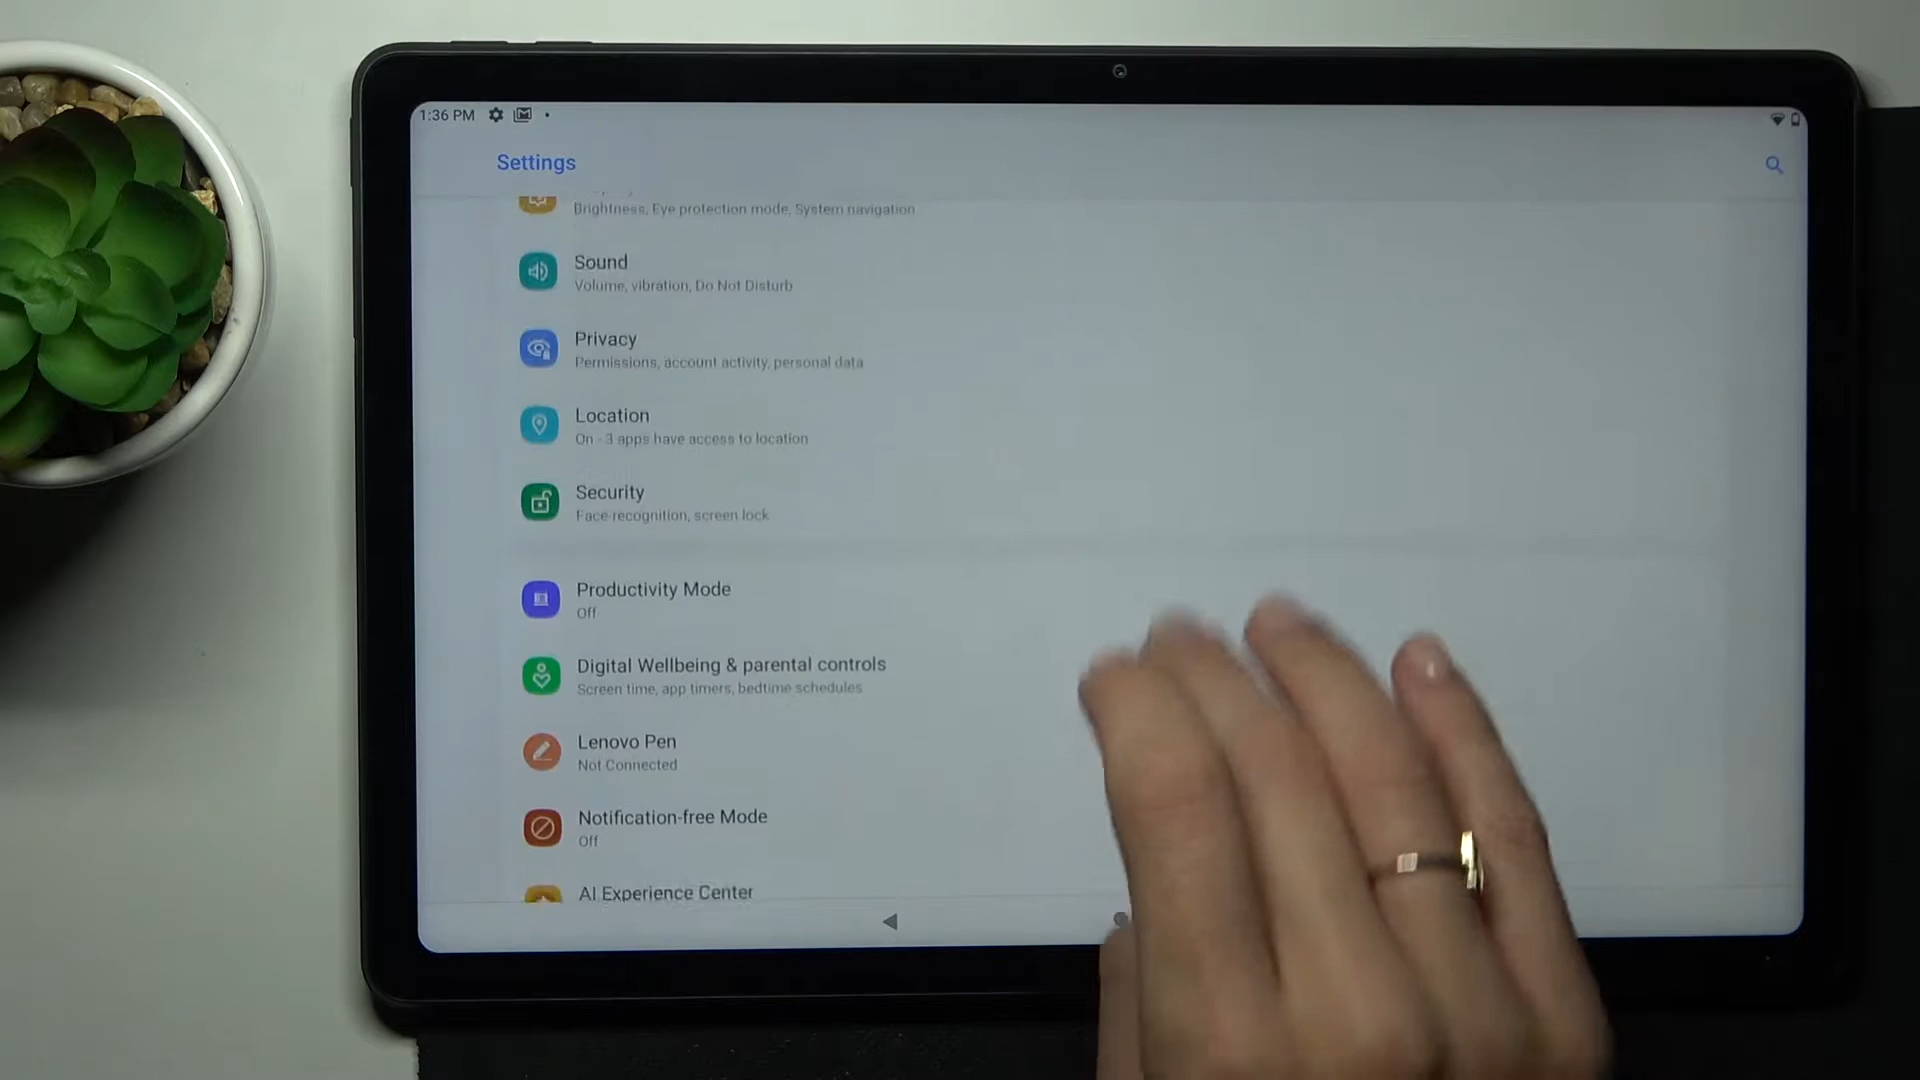 1:36 PM
Settings
Brightness, Eye protection mode, System navigation
Sound
Volume, vibration, Do Not Disturb
Privacy
Permissions, account activity, personal data
Location
On - 3 apps have access to location
Security
Face-recognition, screen lock
Productivity Mode
Off
Digital Wellbeing & parental controls
Screen time, app timers, bedtime schedules
Lenovo Pen
Not Connected
Notification-free Mode
Off
AI Experience Center